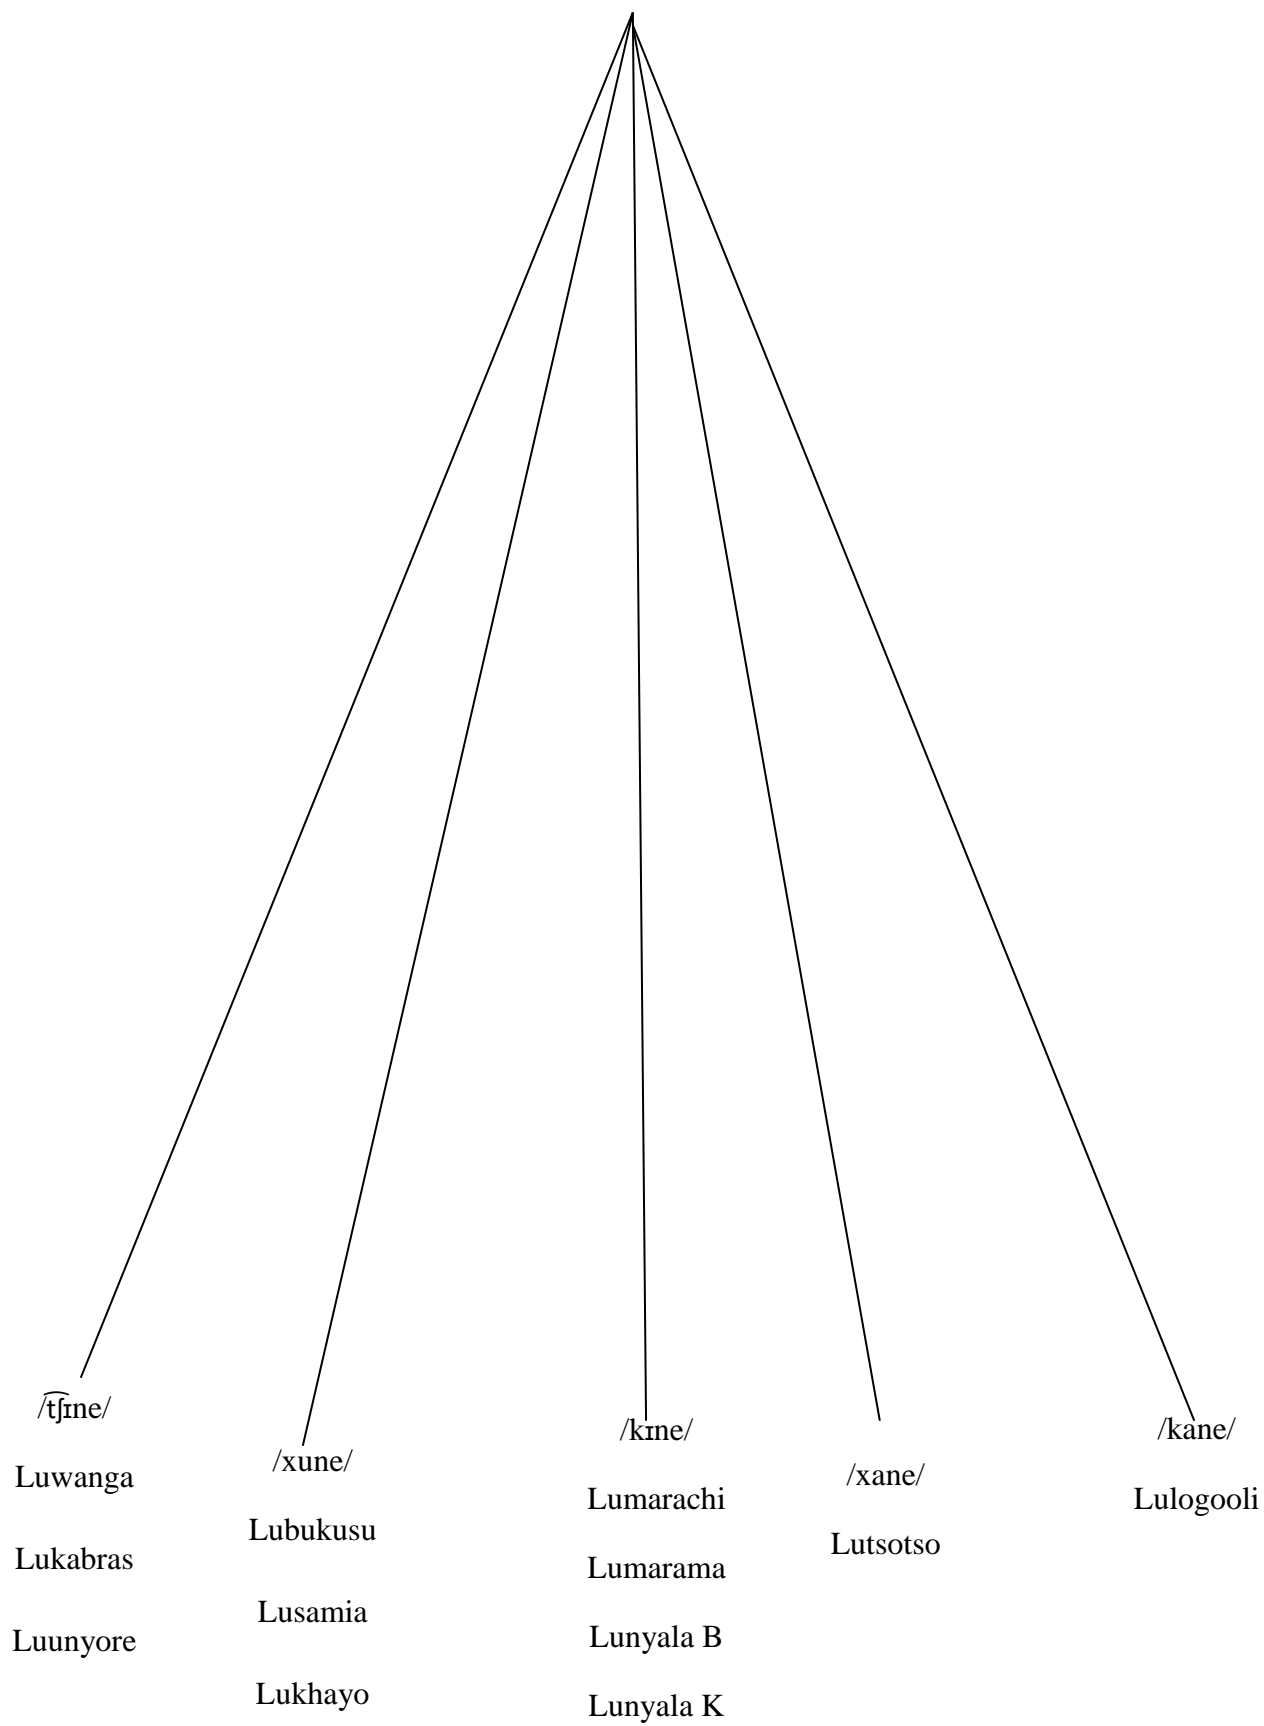 /t͡ʃɪne/
Luwanga
Lukabras
Luunyore
/xune/
Lubukusu
Lusamia
Lukhayo
/kɪne/
Lumarachi
Lumarama
Lunyala B
Lunyala K
/xane/
Lutsotso
/kane/
Lulogooli